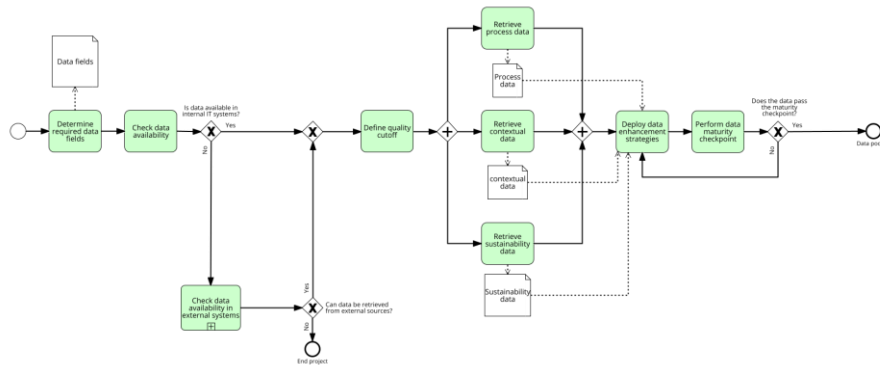 Data fields
Determine
required data
fields
Check data
availability
Is data available in
internal IT systems?
Yes
No
Check data
availability in
external systems
Can data be retrieved
from external sources?
Yes
No
End project
Define quality
cutoff
Retrieve
process data
Process
data
Retrieve
contextual
data
contextual
data
Retrieve
sustainability
data
Sustainability
data
Deploy data
enhancement
strategies
Perform data
maturity
checkpoint
Does the data pass
the maturity
checkpoint?
Yes
No
Data pool